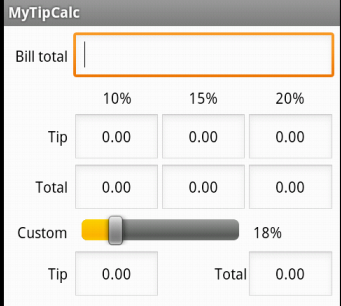 MyTipCalc
Bill total
10% 15% 20%
Tip 0.00 0.00 0.00
Total 0.00 0.00 0.00
Custom 18%
Tip 0.00 Total 0.00